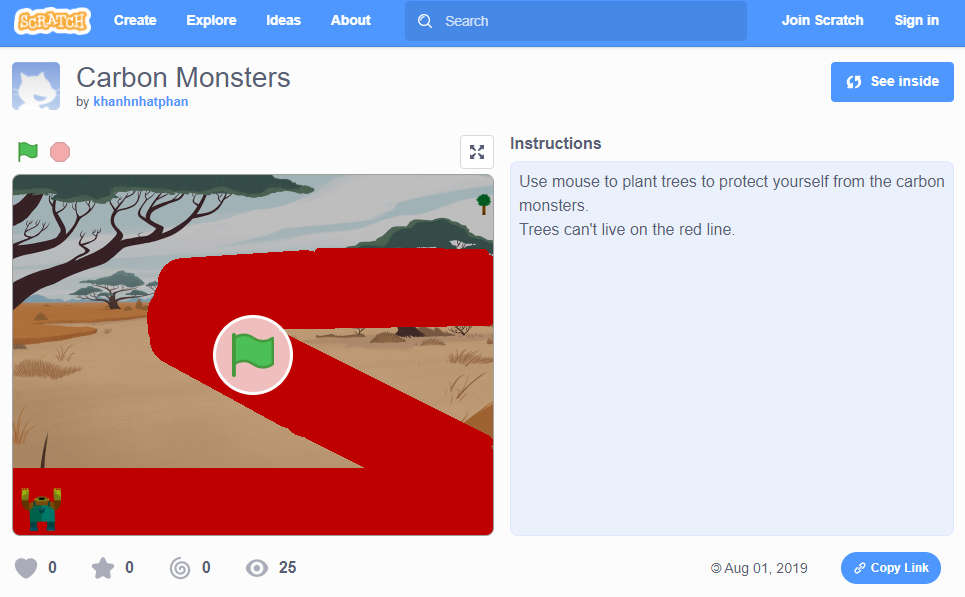 SCRATCH Create Explore Ideas About Search Join Scratch Sign in
Carbon Monsters
by khanhnhatphan
See inside
Instructions
Use mouse to plant trees to protect yourself from the carbon
monsters.
Trees can't live on the red line.
0 0 0 25
Aug 01, 2019
Copy Link